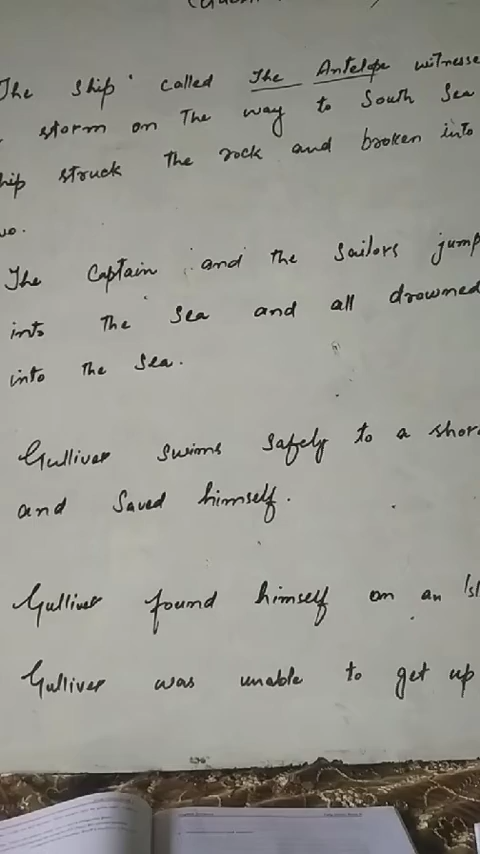 The ship called The Antelope witnesse
storm on The way to South Sea
hip struck the rock and broken into
wo.
The Captain and the sailors jump
into the sea and all drowned
into the sea.
Gulliver swims safely to a shor
and saved himself.
Gulliver found himself on an Isl
Gulliver was unable to get up